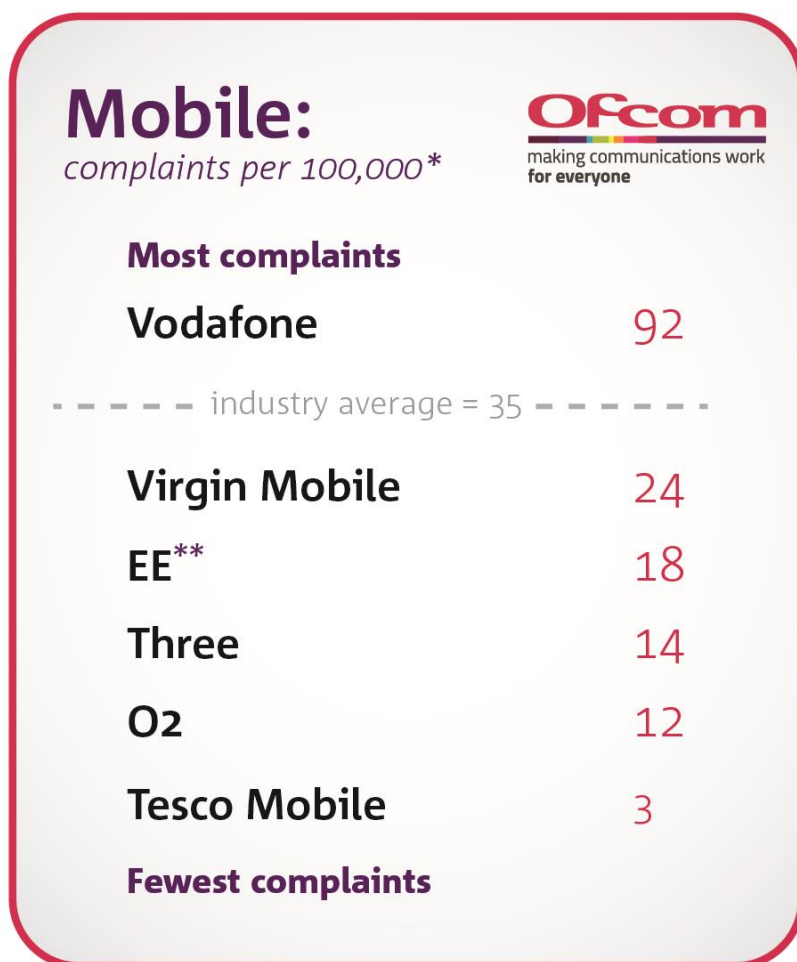 Mobile:
complaints per 100,000*
Ofcom
making communications work
for everyone
Most complaints
Vodafone 92
industry average = 35
Virgin Mobile 24
EE** 18
Three 14
O2 12
Tesco Mobile 3
Fewest complaints